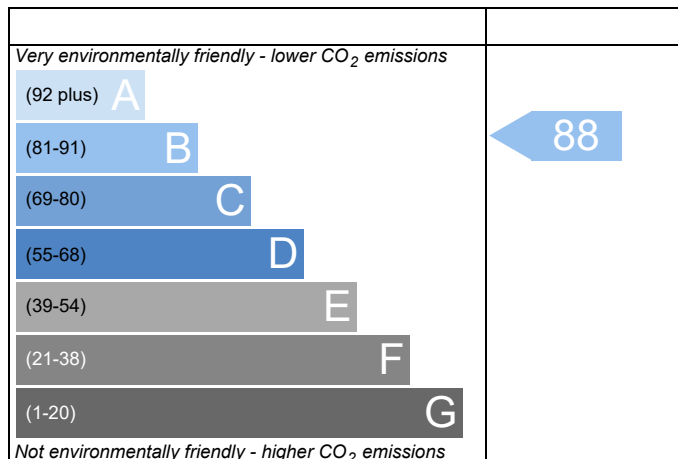 Very environmentally friendly - lower CO2 emissions
(92 plus) A
(81-91) B
88
(69-80) C
(55-68) D
(39-54) E
(21-38) F
(1-20) G
Not environmentally friendly - higher CO2 emissions